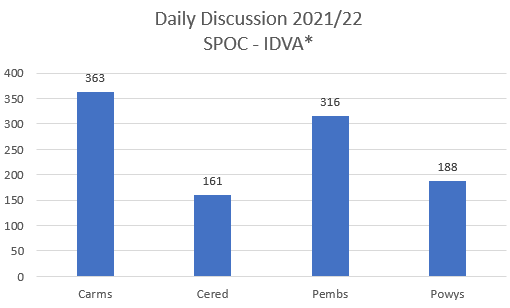 Daily Discussion 2021/22
SPOC - IDVA*
400
350
300
250
200
150
100
50
0
363
161
316
188
Carms
Cered
Pembs
Powys